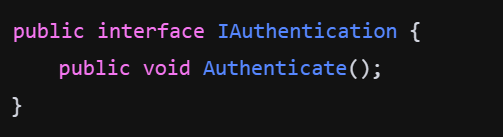 public interface IAuthentication {
    public void Authenticate();
}